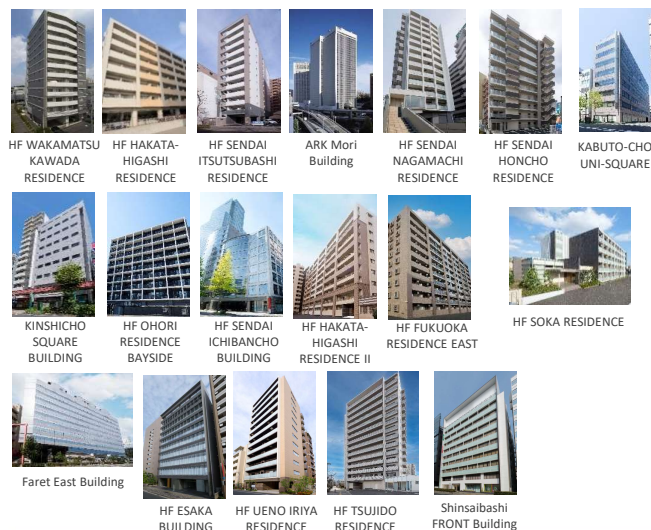 HF WAKAMATSU
KAWADA
RESIDENCE
HF HAKATA-
HIGASHI
RESIDENCE
HF SENDAI
ITSUTSUBASHI
RESIDENCE
ARK Mori
Building
HF SENDAI
NAGAMACHI
RESIDENCE
HF SENDAI
HONCHO
RESIDENCE
KABUTO-CHO
UNI-SQUARE
KINSHICHO
SQUARE
BUILDING
HF OHORI
RESIDENCE
BAYSIDE
HF SENDAI
ICHIBANCHO
BUILDING
HF HAKATA-
HIGASHI
RESIDENCE II
HF FUKUOKA
RESIDENCE EAST
HF SOKA RESIDENCE
Faret East Building
HF ESAKA
BUILDING
HF UENO IRIYA
RESIDENCE
HF TSUJIDO
RESIDENCE
Shinsaibashi
FRONT Building